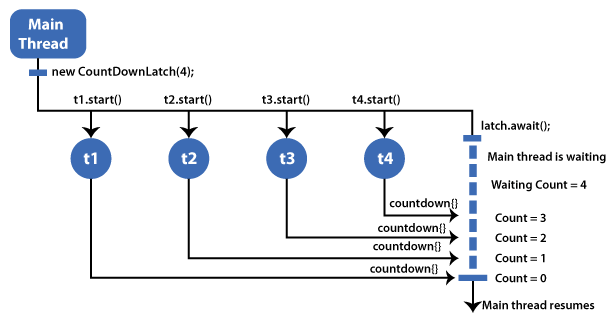 Main
Thread
new CountDownLatch(4);
t1.start()
t2.start()
t3.start()
t4.start()
latch.await();
t1
t2
t3
t4
Main thread is waiting
Waiting Count = 4
countdown{}
Count = 3
countdown{}
Count = 2
countdown{}
Count = 1
countdown{}
Count = 0
Main thread resumes